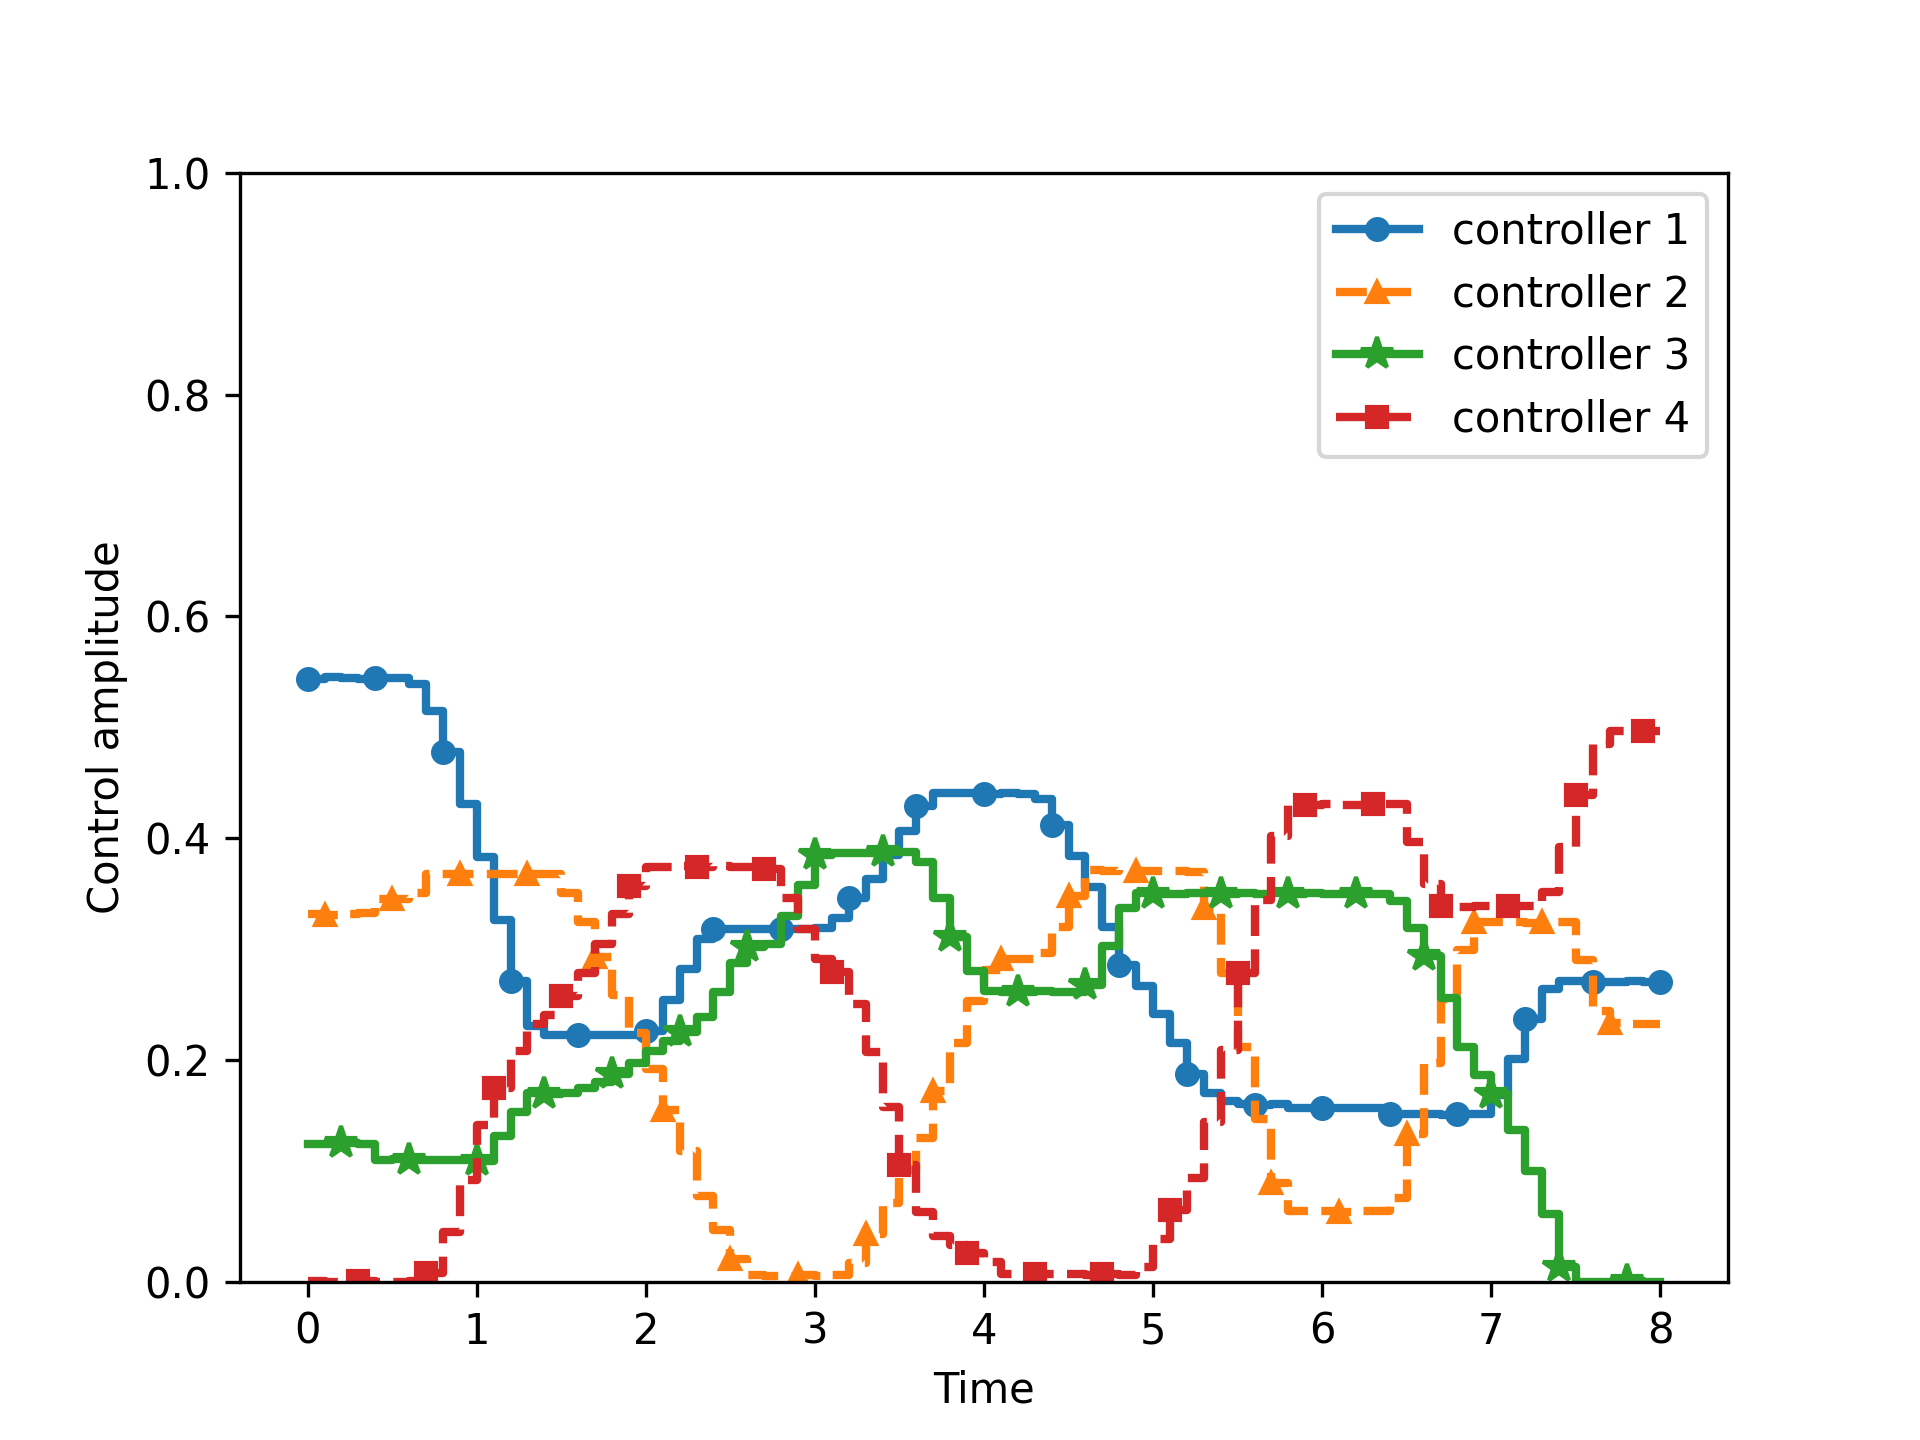 1.0
0.8
0.6
0.4
0.2
0.0
Control amplitude
controller 1
controller 2
controller 3
controller 4
0 1 2 3 4 5 6 7 8
Time